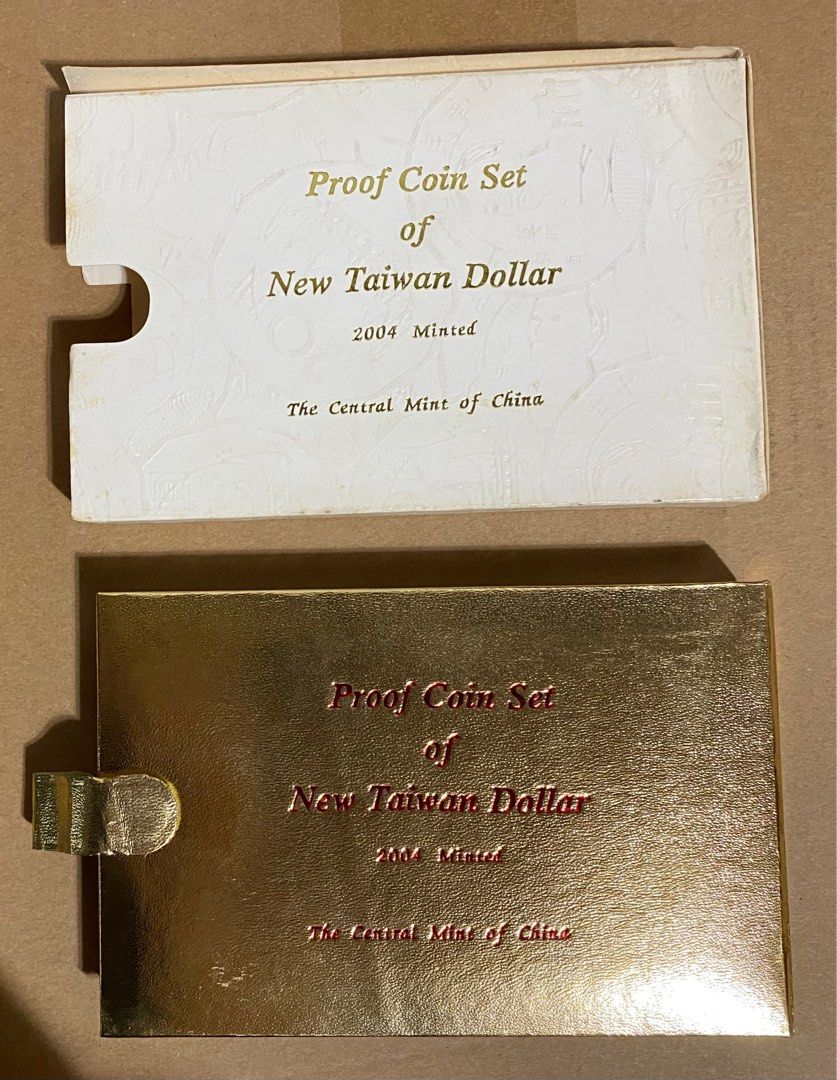 Proof Coin Set
of
New Taiwan Dollar
2004 Minted
The Central Mint of China
Proof Coin Set
of
New Taiwan Dollar
2004 Minted
The Central Mint of China